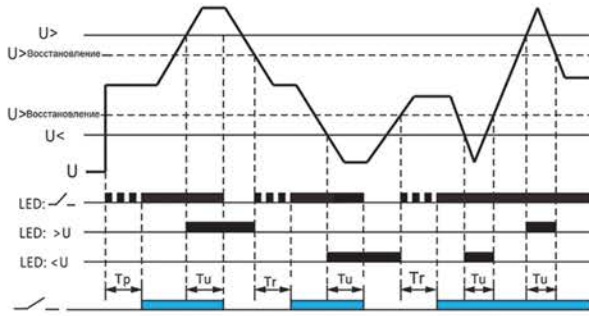 U>
U>Восстановление
U>Восстановление
U<
U
LED:
LED: >U
LED: <U
Tp Tu Tr Tu Tr Tu Tu